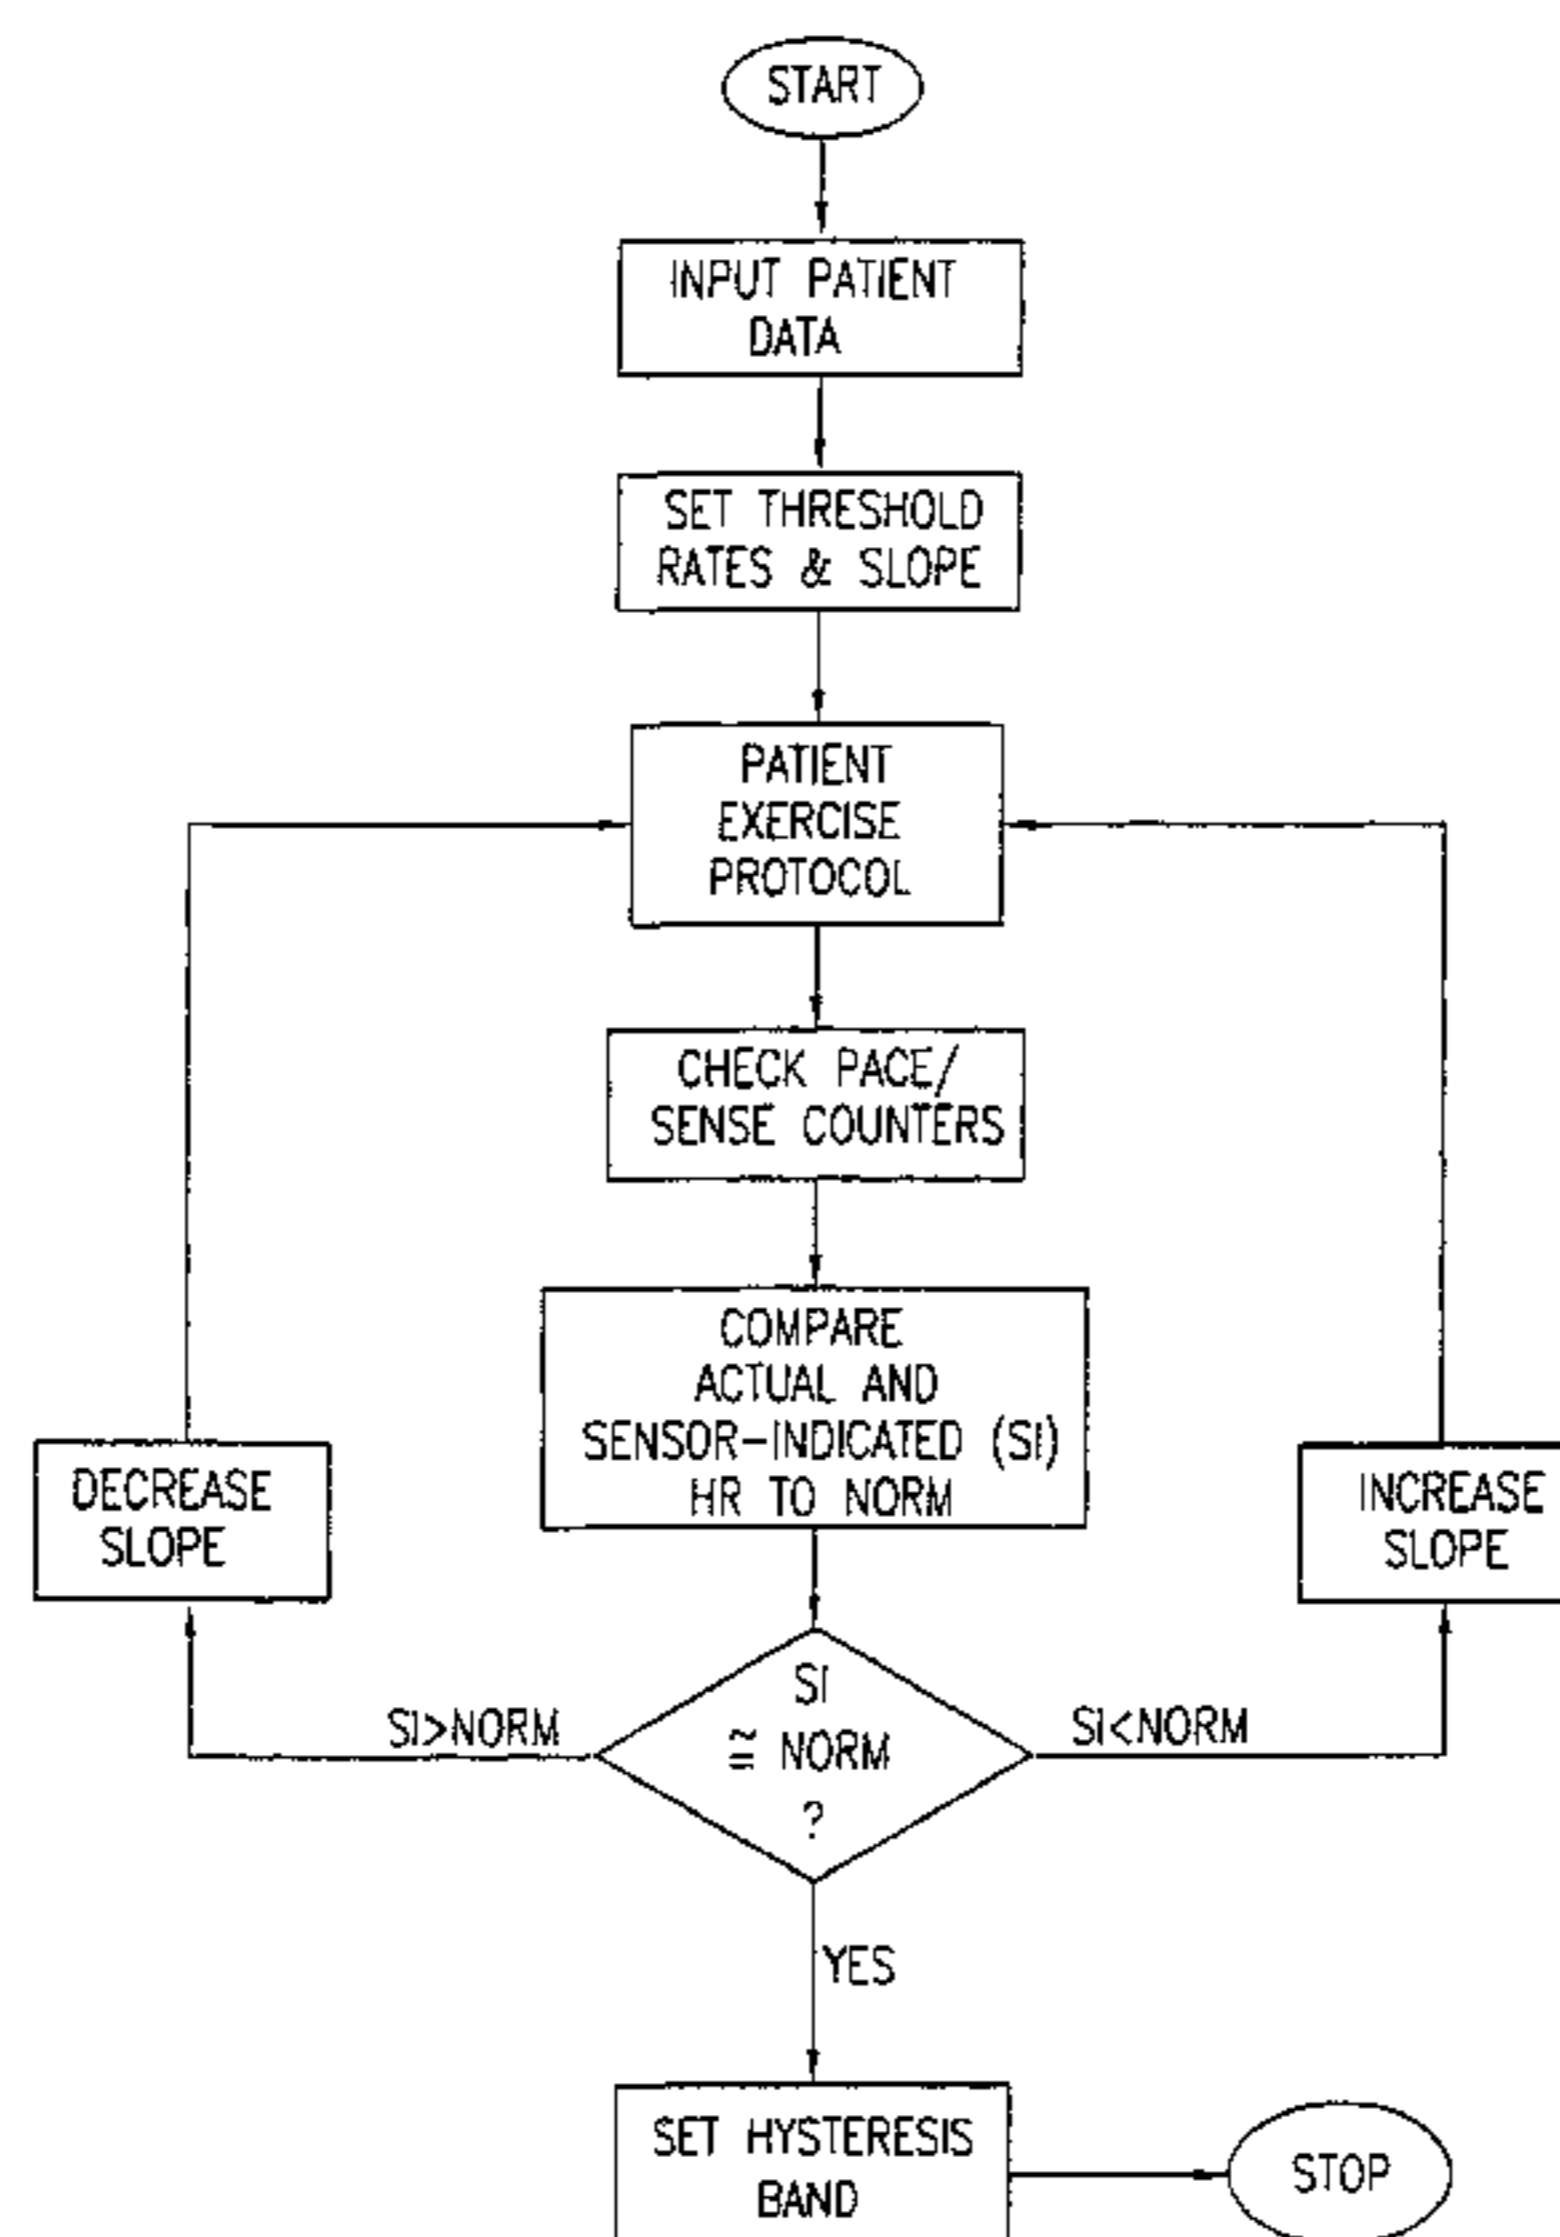 START
INPUT PATIENT
DATA
SET THRESHOLD
RATES & SLOPE
PATIENT
EXERCISE
PROTOCOL
CHECK PACE/
SENSE COUNTERS
COMPARE
ACTUAL AND
SENSOR-INDICATED (SI)
HR TO NORM
DECREASE
SLOPE
INCREASE
SLOPE
SI
≅ NORM
?
SI>NORM
SI<NORM
YES
SET HYSTERESIS
BAND
STOP